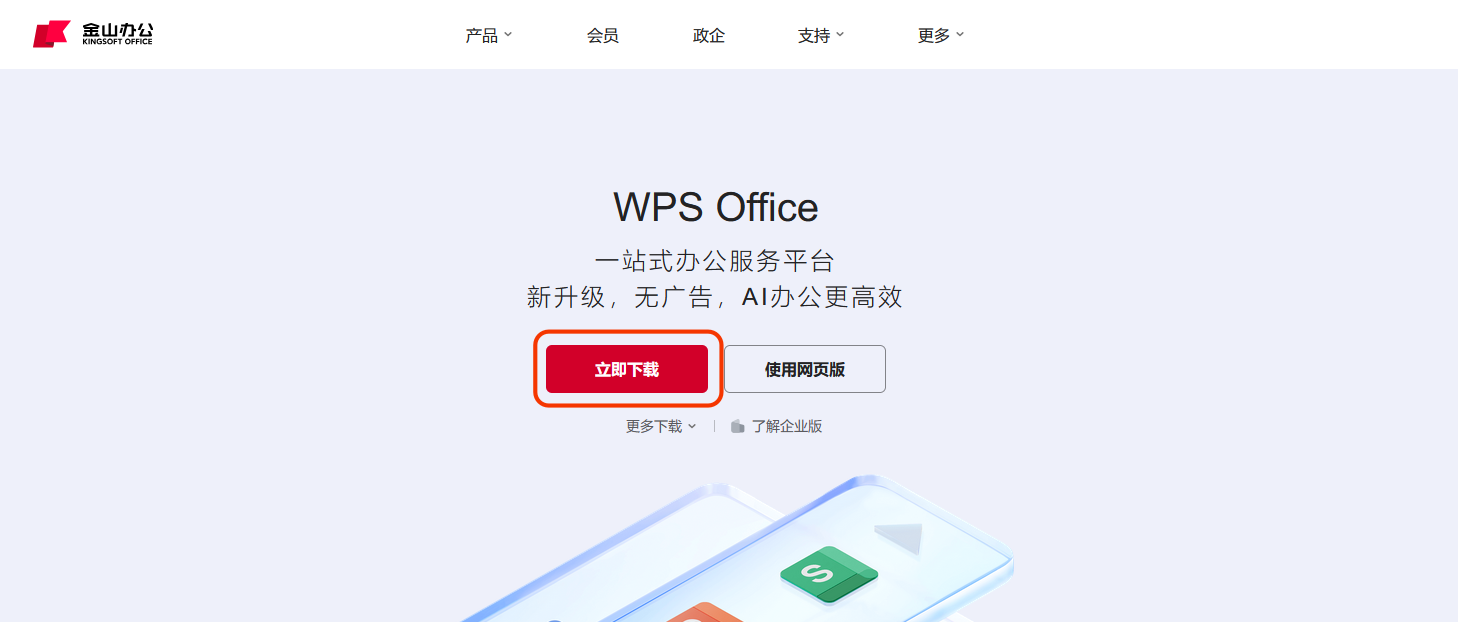 金山办公
KINGSOFT OFFICE
产品
会员
政企
支持
更多
WPS Office
一站式办公服务平台
新升级，无广告，AI办公更高效
立即下载
使用网页版
更多下载
了解企业版
S